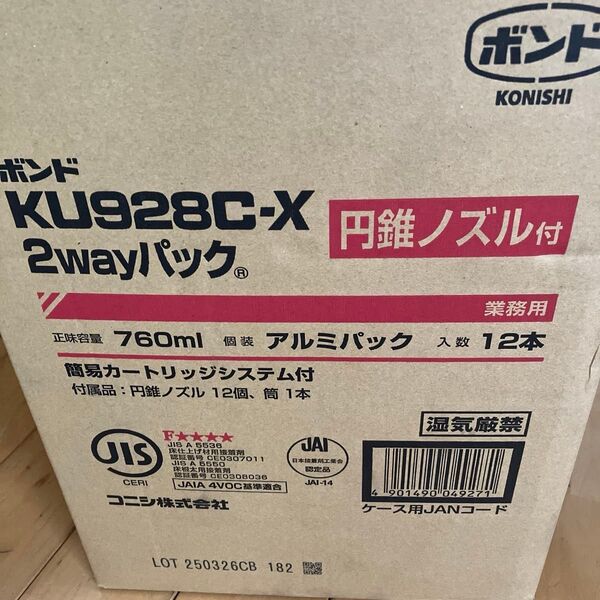 ボンド
KONISHI
ボンド
KU928C-X
2wayパック®
円錐ノズル付
業務用
正味容量 760ml 個装 アルミパック 入数 12本
簡易カートリッジシステム付
付属品：円錐ノズル 12個、筒 1本
湿気厳禁
JIS
CERI
F★★★★
JIS A 5536
床仕上げ材用接着剤
認証番号 CE0307011
JIS A 5550
床根太用接着剤
認証番号 CE0308036
JAIA 4VOC基準適合
JAI
日本接着剤工業会
認定品
JAI-14
コニシ株式会社
4 901490 049271
ケース用JANコード
LOT 250326CB 182